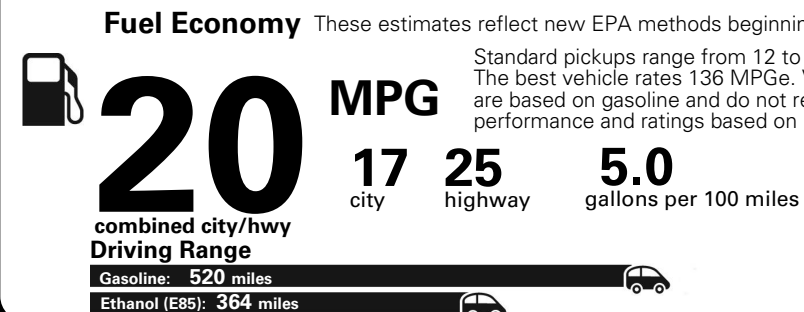 Fuel Economy These estimates reflect new EPA methods beginning
Standard pickups range from 12 to
The best vehicle rates 136 MPGe. V
are based on gasoline and do not re
performance and ratings based on
20 MPG
17 25 5.0
city highway gallons per 100 miles
combined city/hwy
Driving Range
Gasoline: 520 miles
Ethanol (E85): 364 miles